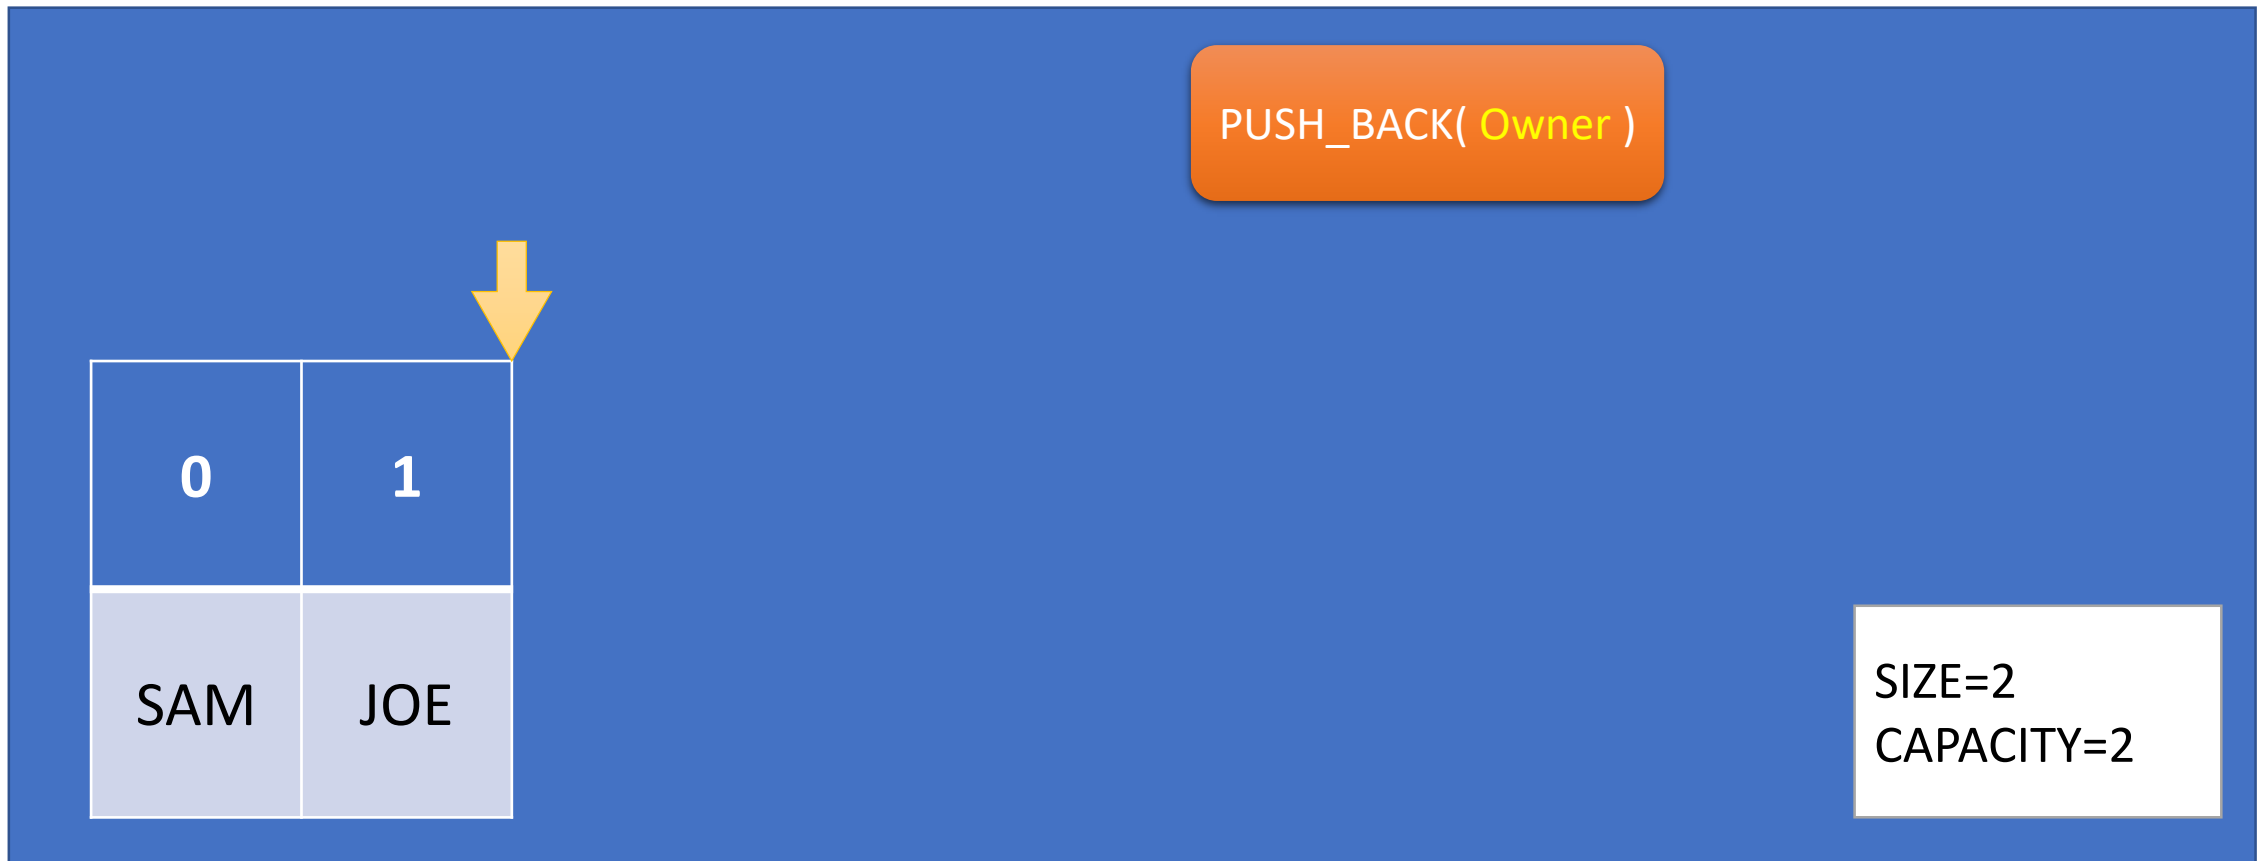 PUSH_BACK( Owner )
0 1
SAM JOE
SIZE=2
CAPACITY=2